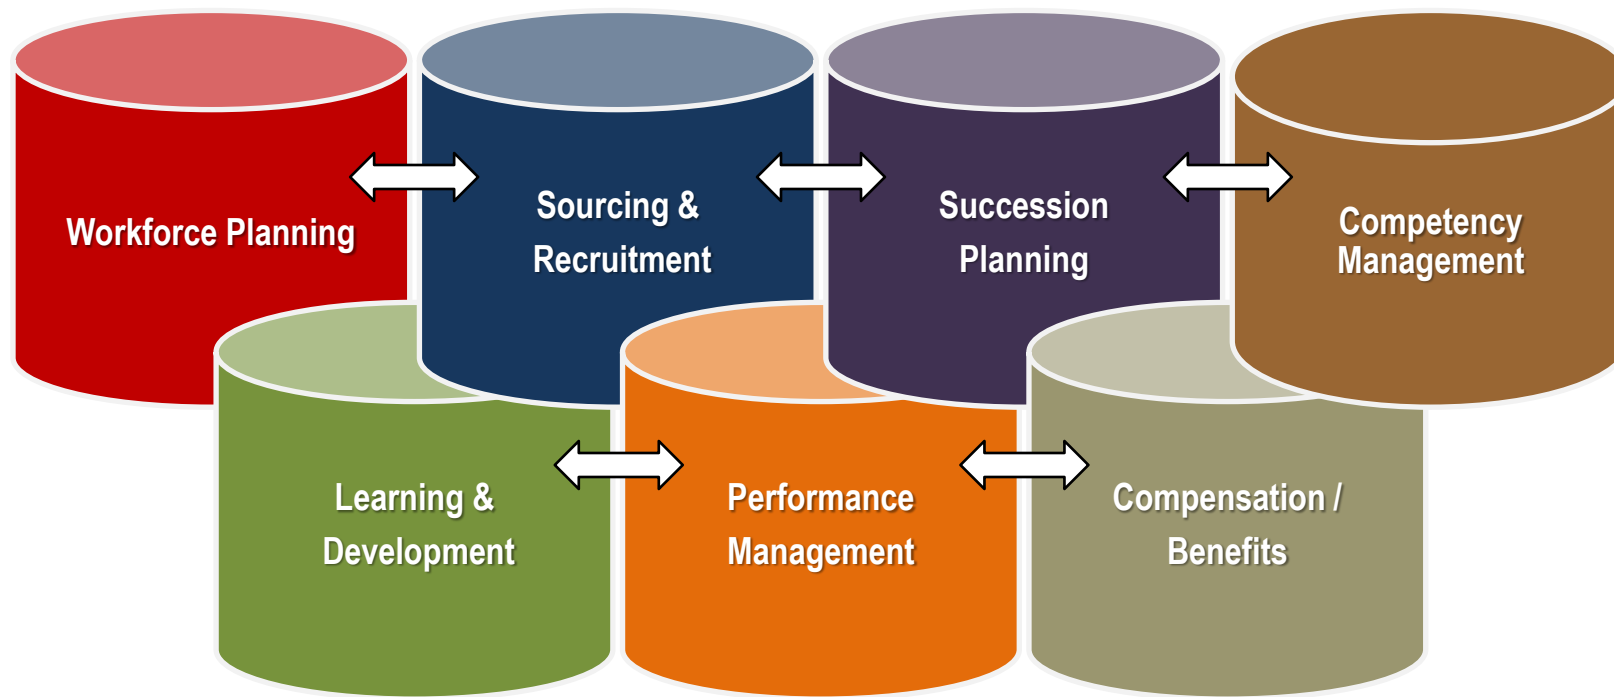 Workforce Planning
Sourcing &
Recruitment
Succession
Planning
Competency
Management
Learning &
Development
Performance
Management
Compensation /
Benefits